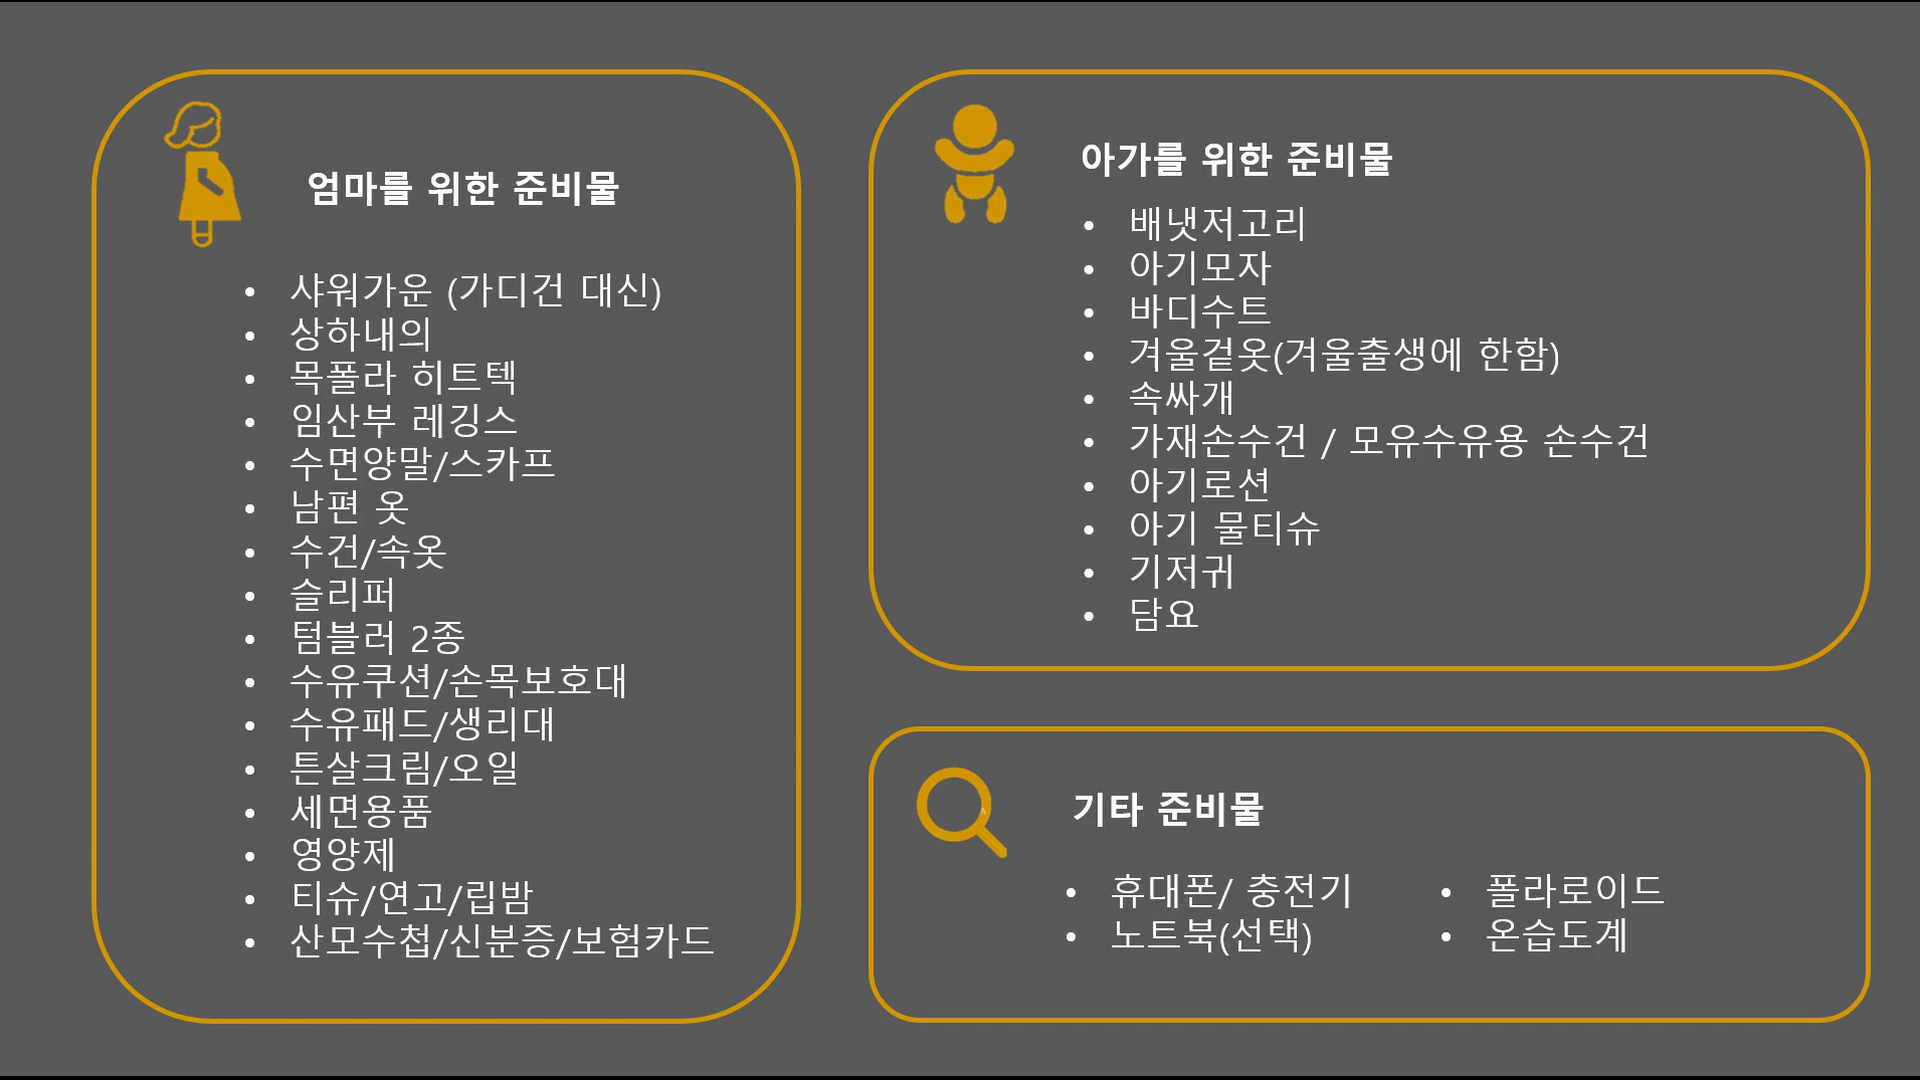 엄마를 위한 준비물
• 샤워가운 (가디건 대신)
• 상하내의
• 목폴라 히트텍
• 임산부 레깅스
• 수면양말/스카프
• 남편 옷
• 수건/속옷
• 슬리퍼
• 텀블러 2종
• 수유쿠션/손목보호대
• 수유패드/생리대
• 튼살크림/오일
• 세면용품
• 영양제
• 티슈/연고/립밤
• 산모수첩/신분증/보험카드
아가를 위한 준비물
• 배냇저고리
• 아기모자
• 바디수트
• 겨울겉옷(겨울출생에 한함)
• 속싸개
• 가재손수건 / 모유수유용 손수건
• 아기로션
• 아기 물티슈
• 기저귀
• 담요
기타 준비물
• 휴대폰/ 충전기
• 노트북(선택)
• 폴라로이드
• 온습도계